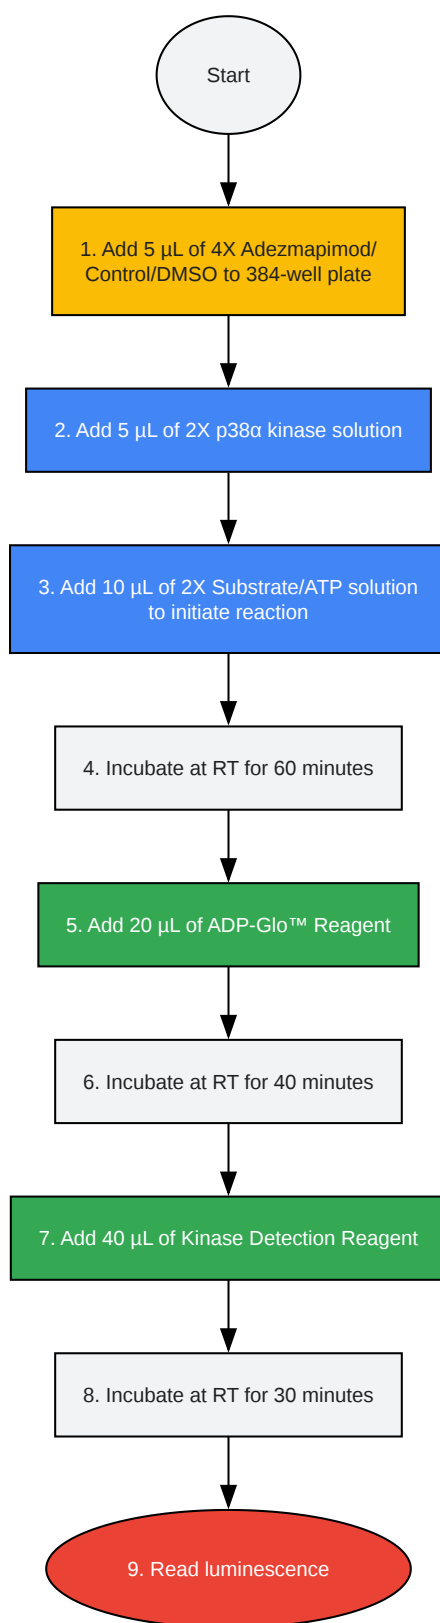 Start
1. Add 5 µL of 4X Adezmapimod/
Control/DMSO to 384-well plate
2. Add 5 µL of 2X p38α kinase solution
3. Add 10 µL of 2X Substrate/ATP solution
to initiate reaction
4. Incubate at RT for 60 minutes
5. Add 20 µL of ADP-Glo™ Reagent
6. Incubate at RT for 40 minutes
7. Add 40 µL of Kinase Detection Reagent
8. Incubate at RT for 30 minutes
9. Read luminescence